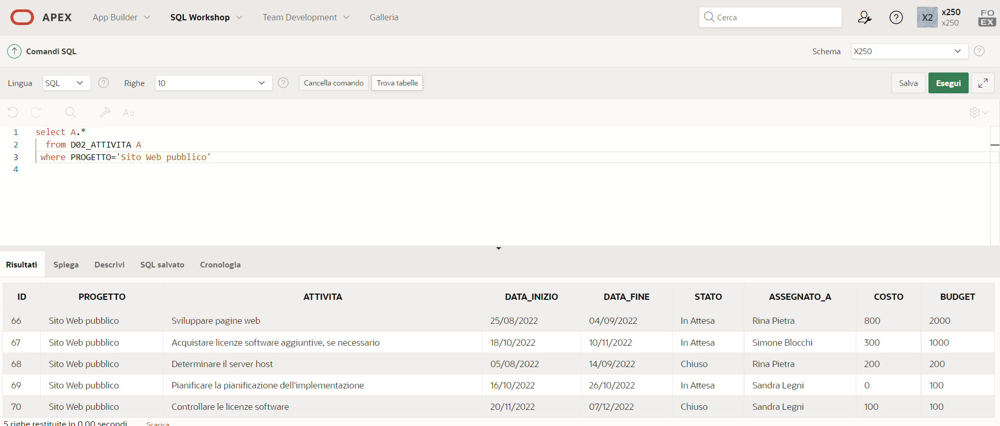 APEX App Builder SQL Workshop Team Development Galleria Cerca X2 x250 x250 FO EX
Comandi SQL Schema X250
Lingua SQL Righe 10 Cancella comando Trova tabelle Salva Esegui
1 select A.*
2 from D02_ATTIVITA A
3 where PROGETTO='Sito Web pubblico'
4
Risultati Spiega Descrivi SQL salvato Cronologia
ID PROGETTO ATTIVITA DATA_INIZIO DATA_FINE STATO ASSEGNATO_A COSTO BUDGET
66 Sito Web pubblico Sviluppare pagine web 25/08/2022 04/09/2022 In Attesa Rina Pietra 800 2000
67 Sito Web pubblico Acquistare licenze software aggiuntive, se necessario 18/10/2022 10/11/2022 In Attesa Simone Blocchi 300 1000
68 Sito Web pubblico Determinare il server host 05/08/2022 14/09/2022 Chiuso Rina Pietra 200 200
69 Sito Web pubblico Pianificare la pianificazione dell'implementazione 16/10/2022 26/10/2022 In Attesa Sandra Legni 0 100
70 Sito Web pubblico Controllare le licenze software 20/11/2022 07/12/2022 Chiuso Sandra Legni 100 100
5 righe restituite in 0.00 secondi Scarica